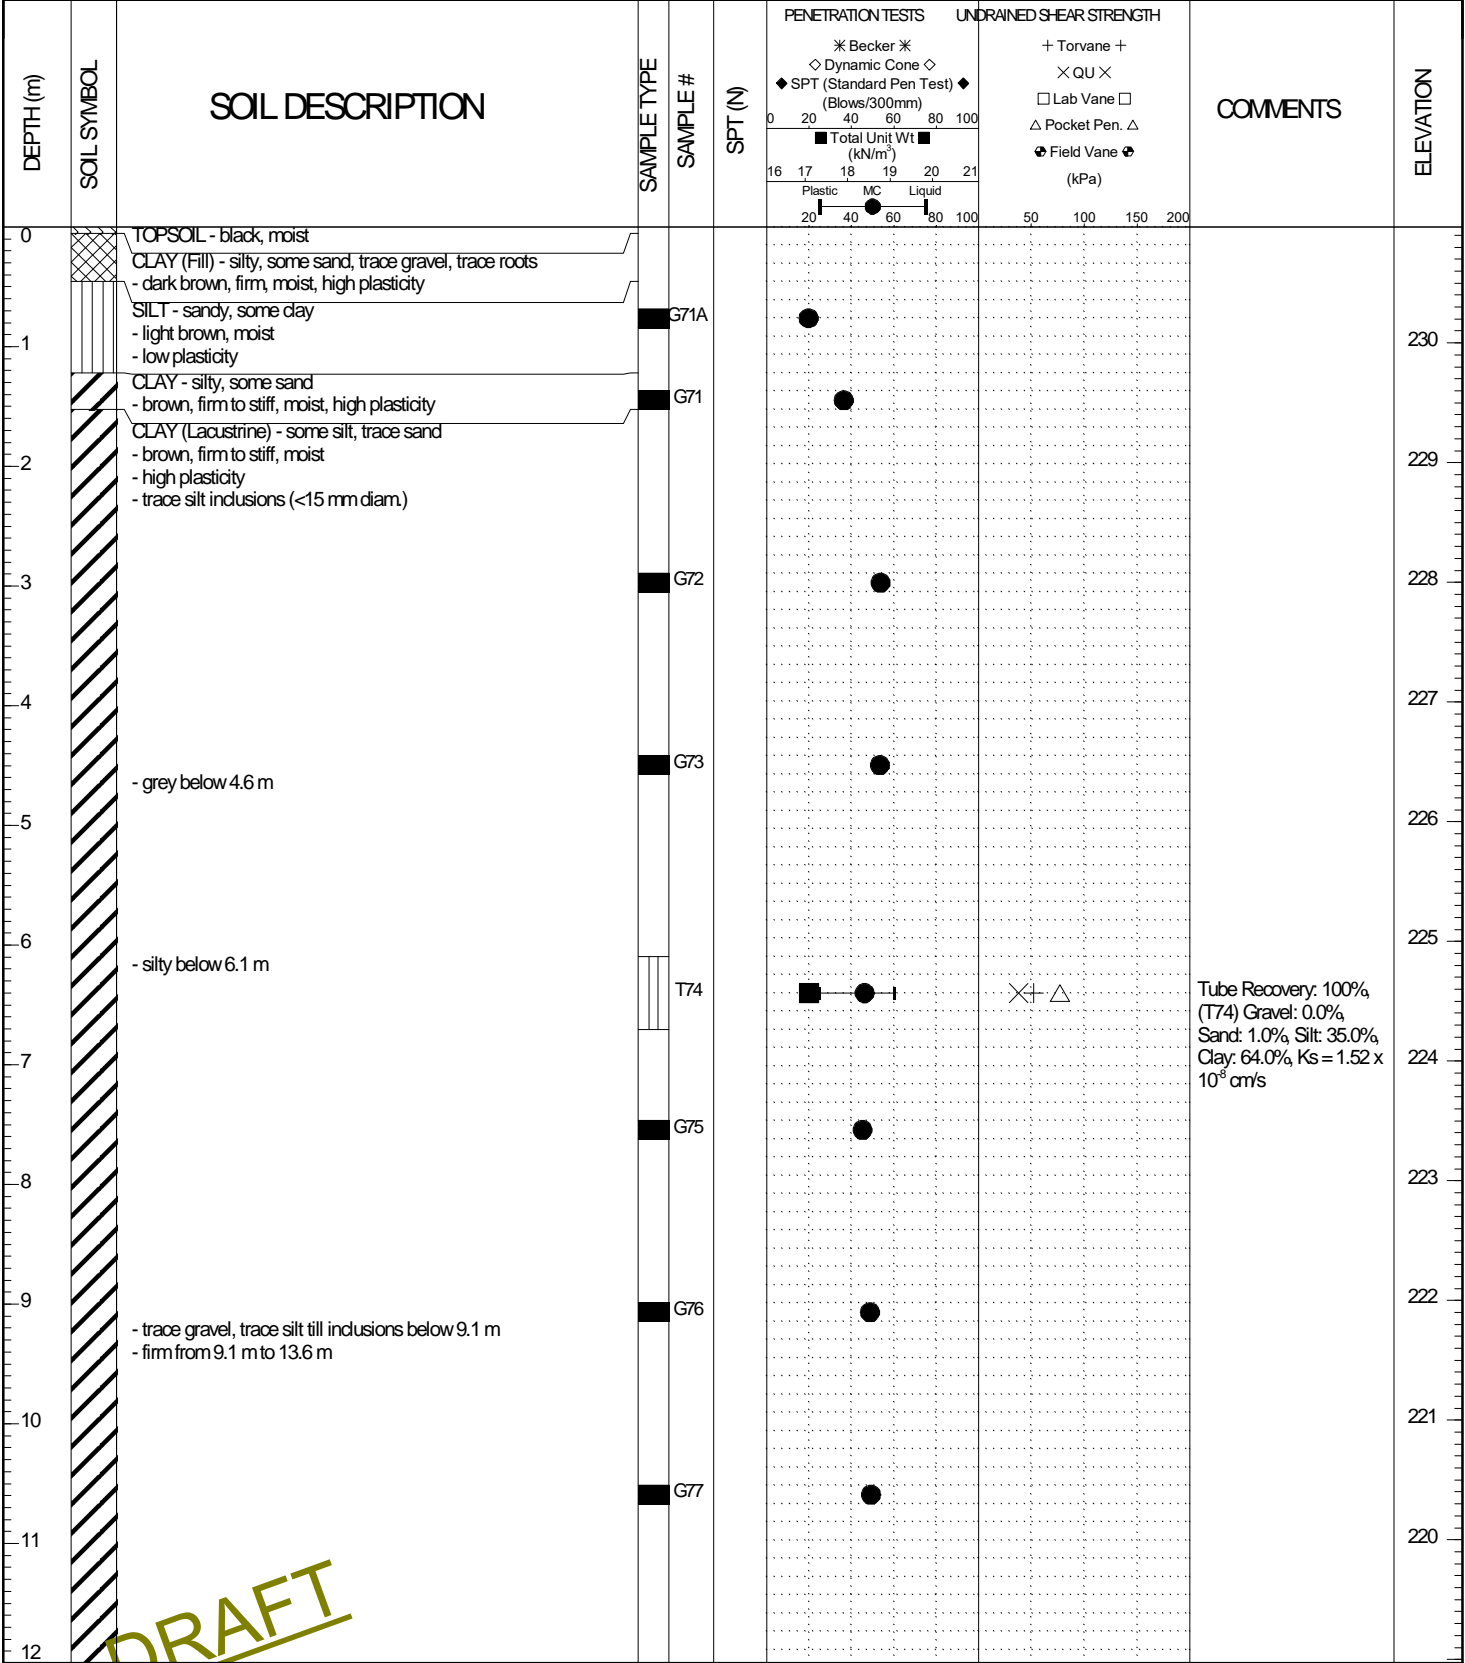 DEPTH (m)
SOIL SYMBOL
SOIL DESCRIPTION
SAMPLE TYPE
SAMPLE #
SPT (N)
PENETRATION TESTS
✳ Becker ✳
◇ Dynamic Cone ◇
◆ SPT (Standard Pen Test) ◆
(Blows/300mm)
0 20 40 60 80 100
■ Total Unit Wt ■
(kN/m³)
16 17 18 19 20 21
Plastic MC Liquid
20 40 60 80 100
UNDRAINED SHEAR STRENGTH
+ Torvane +
× QU ×
□ Lab Vane □
△ Pocket Pen. △
Field Vane
(kPa)
50 100 150 200
COMMENTS
ELEVATION
0
TOPSOIL - black, moist
CLAY (Fill) - silty, some sand, trace gravel, trace roots
- dark brown, firm, moist, high plasticity
SILT - sandy, some clay
G71A
- light brown, moist
1
230
- low plasticity
CLAY - silty, some sand
- brown, firm to stiff, moist, high plasticity
G71
CLAY (Lacustrine) - some silt, trace sand
- brown, firm to stiff, moist
2
229
- high plasticity
- trace silt inclusions (<15 mm diam.)
3
G72
228
4
227
G73
- grey below 4.6 m
5
226
6
225
- silty below 6.1 m
T74
Tube Recovery: 100%,
(T74) Gravel: 0.0%,
Sand: 1.0%, Silt: 35.0%,
Clay: 64.0%, Ks = 1.52 x
10⁻⁸ cm/s
7
224
G75
8
223
9
G76
222
- trace gravel, trace silt till inclusions below 9.1 m
- firm from 9.1 m to 13.6 m
10
221
G77
11
220
DRAFT
12